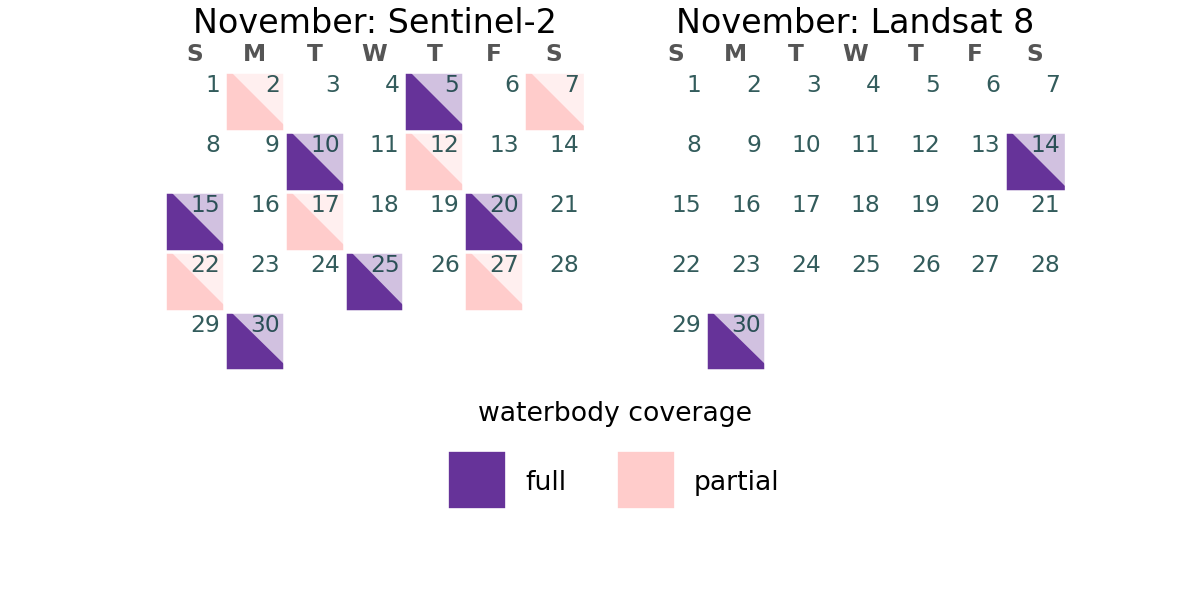 November: Sentinel-2
S M T W T F S
1 2 3 4 5 6 7
8 9 10 11 12 13 14
15 16 17 18 19 20 21
22 23 24 25 26 27 28
29 30
November: Landsat 8
S M T W T F S
1 2 3 4 5 6 7
8 9 10 11 12 13 14
15 16 17 18 19 20 21
22 23 24 25 26 27 28
29 30
waterbody coverage
full partial